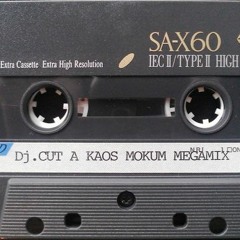 SA-X60
Extra Cassette Extra High Resolution
IEC II/TYPE II HIGH
Dj.CUT A KAOS MOKUM MEGAMIX